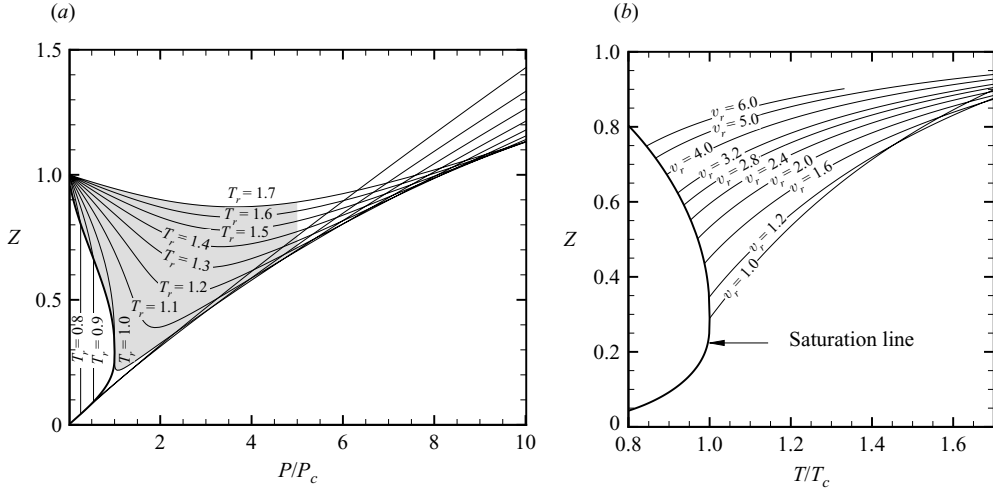 (a)
1.5
1.0
Z
0.5
0
2
4
6
8
10
P/P_c
T_r = 1.7
T_r = 1.6
T_r = 1.5
T_r = 1.4
T_r = 1.3
T_r = 1.2
T_r = 1.1
T_r = 1.0
T_r = 0.9
T_r = 0.8
(b)
1.0
0.8
0.6
Z
0.4
0.2
0
0.8
1.0
1.2
1.4
1.6
T/T_c
v_r = 6.0
v_r = 5.0
v_r = 4.0
v_r = 3.2
v_r = 2.8
v_r = 2.4
v_r = 2.0
v_r = 1.6
v_r = 1.2
v_r = 1.0
Saturation line